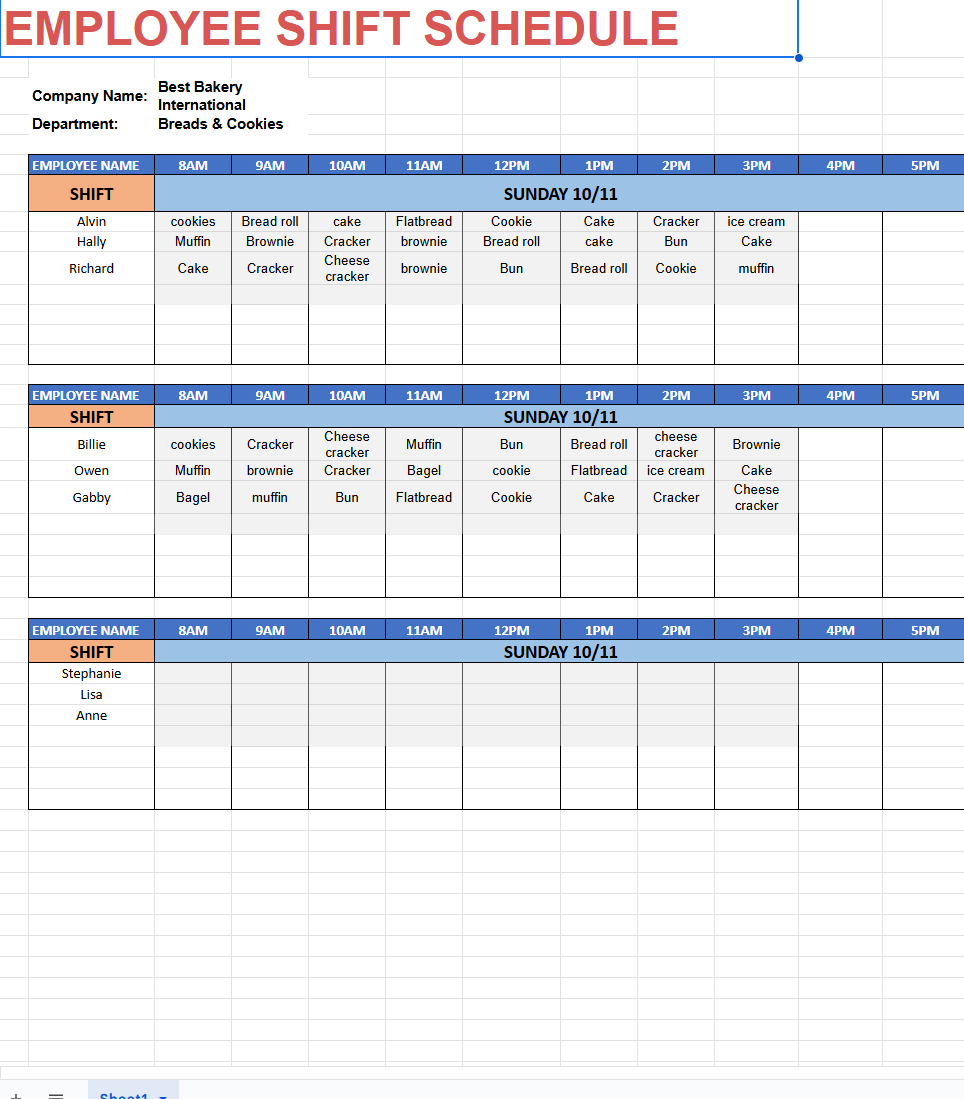 EMPLOYEE SHIFT SCHEDULE
Company Name: Best Bakery International
Department: Breads & Cookies
EMPLOYEE NAME 8AM 9AM 10AM 11AM 12PM 1PM 2PM 3PM 4PM 5PM
SHIFT SUNDAY 10/11
Alvin cookies Bread roll cake Flatbread Cookie Cake Cracker ice cream
Hally Muffin Brownie Cracker brownie Bread roll cake Bun Cake
Richard Cake Cracker Cheese cracker brownie Bun Bread roll Cookie muffin
EMPLOYEE NAME 8AM 9AM 10AM 11AM 12PM 1PM 2PM 3PM 4PM 5PM
SHIFT SUNDAY 10/11
Billie cookies Cracker Cheese cracker Muffin Bun Bread roll cheese cracker Brownie
Owen Muffin brownie Cracker Bagel cookie Flatbread ice cream Cake
Gabby Bagel muffin Bun Flatbread Cookie Cake Cracker Cheese cracker
EMPLOYEE NAME 8AM 9AM 10AM 11AM 12PM 1PM 2PM 3PM 4PM 5PM
SHIFT SUNDAY 10/11
Stephanie
Lisa
Anne
Sheet1